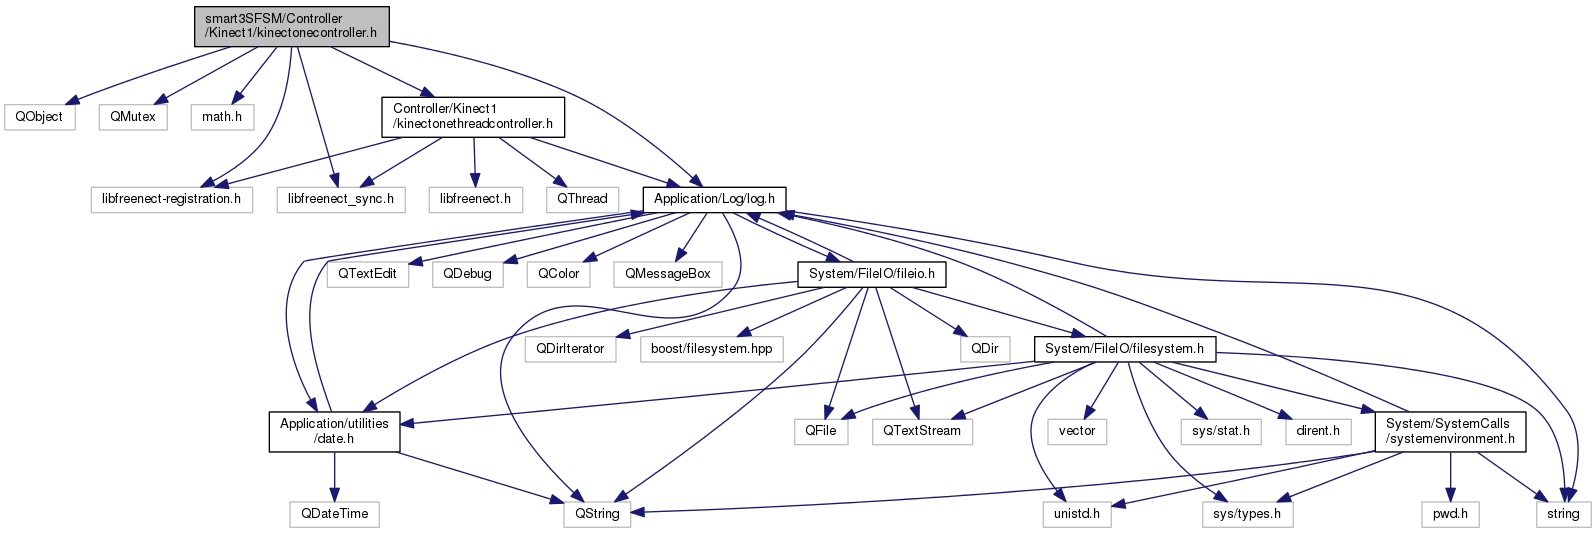 smart3SFSM/Controller
/Kinect1/kinectonecontroller.h
QObject
QMutex
math.h
Controller/Kinect1
/kinectonethreadcontroller.h
libfreenect-registration.h
libfreenect_sync.h
libfreenect.h
QThread
Application/Log/log.h
QTextEdit
QDebug
QColor
QMessageBox
System/FileIO/fileio.h
QDirIterator
boost/filesystem.hpp
System/FileIO/filesystem.h
QDir
Application/utilities
/date.h
QFile
QTextStream
vector
sys/stat.h
dirent.h
System/SystemCalls
/systemenvironment.h
QDateTime
QString
unistd.h
sys/types.h
pwd.h
string